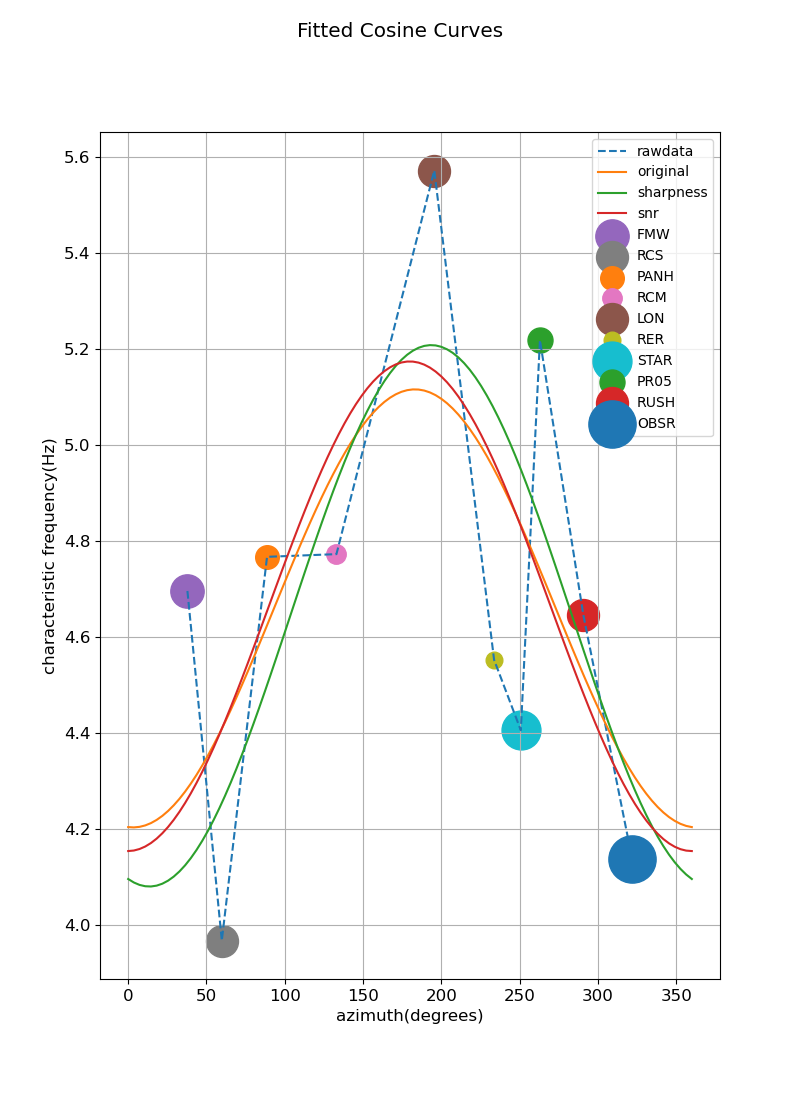 Fitted Cosine Curves
5.6
5.4
5.2
5.0
4.8
4.6
4.4
4.2
4.0
characteristic frequency(Hz)
0 50 100 150 200 250 300 350
azimuth(degrees)
rawdata
original
sharpness
snr
FMW
RCS
PANH
RCM
LON
RER
STAR
PR05
RUSH
OBSR